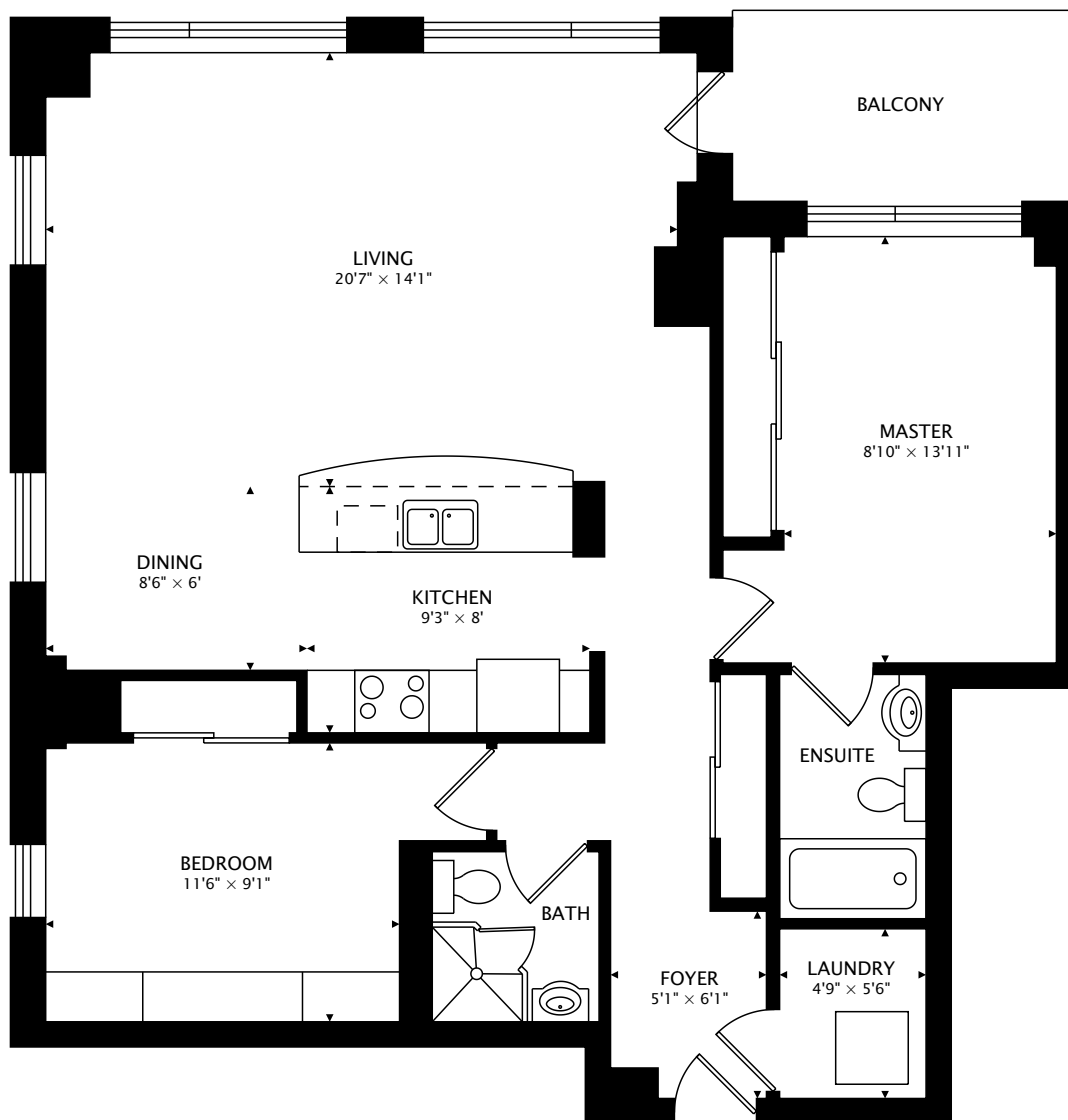 BALCONY
LIVING
20'7" × 14'1"
MASTER
8'10" × 13'11"
DINING
8'6" × 6'
KITCHEN
9'3" × 8'
ENSUITE
BEDROOM
11'6" × 9'1"
BATH
FOYER
5'1" × 6'1"
LAUNDRY
4'9" × 5'6"